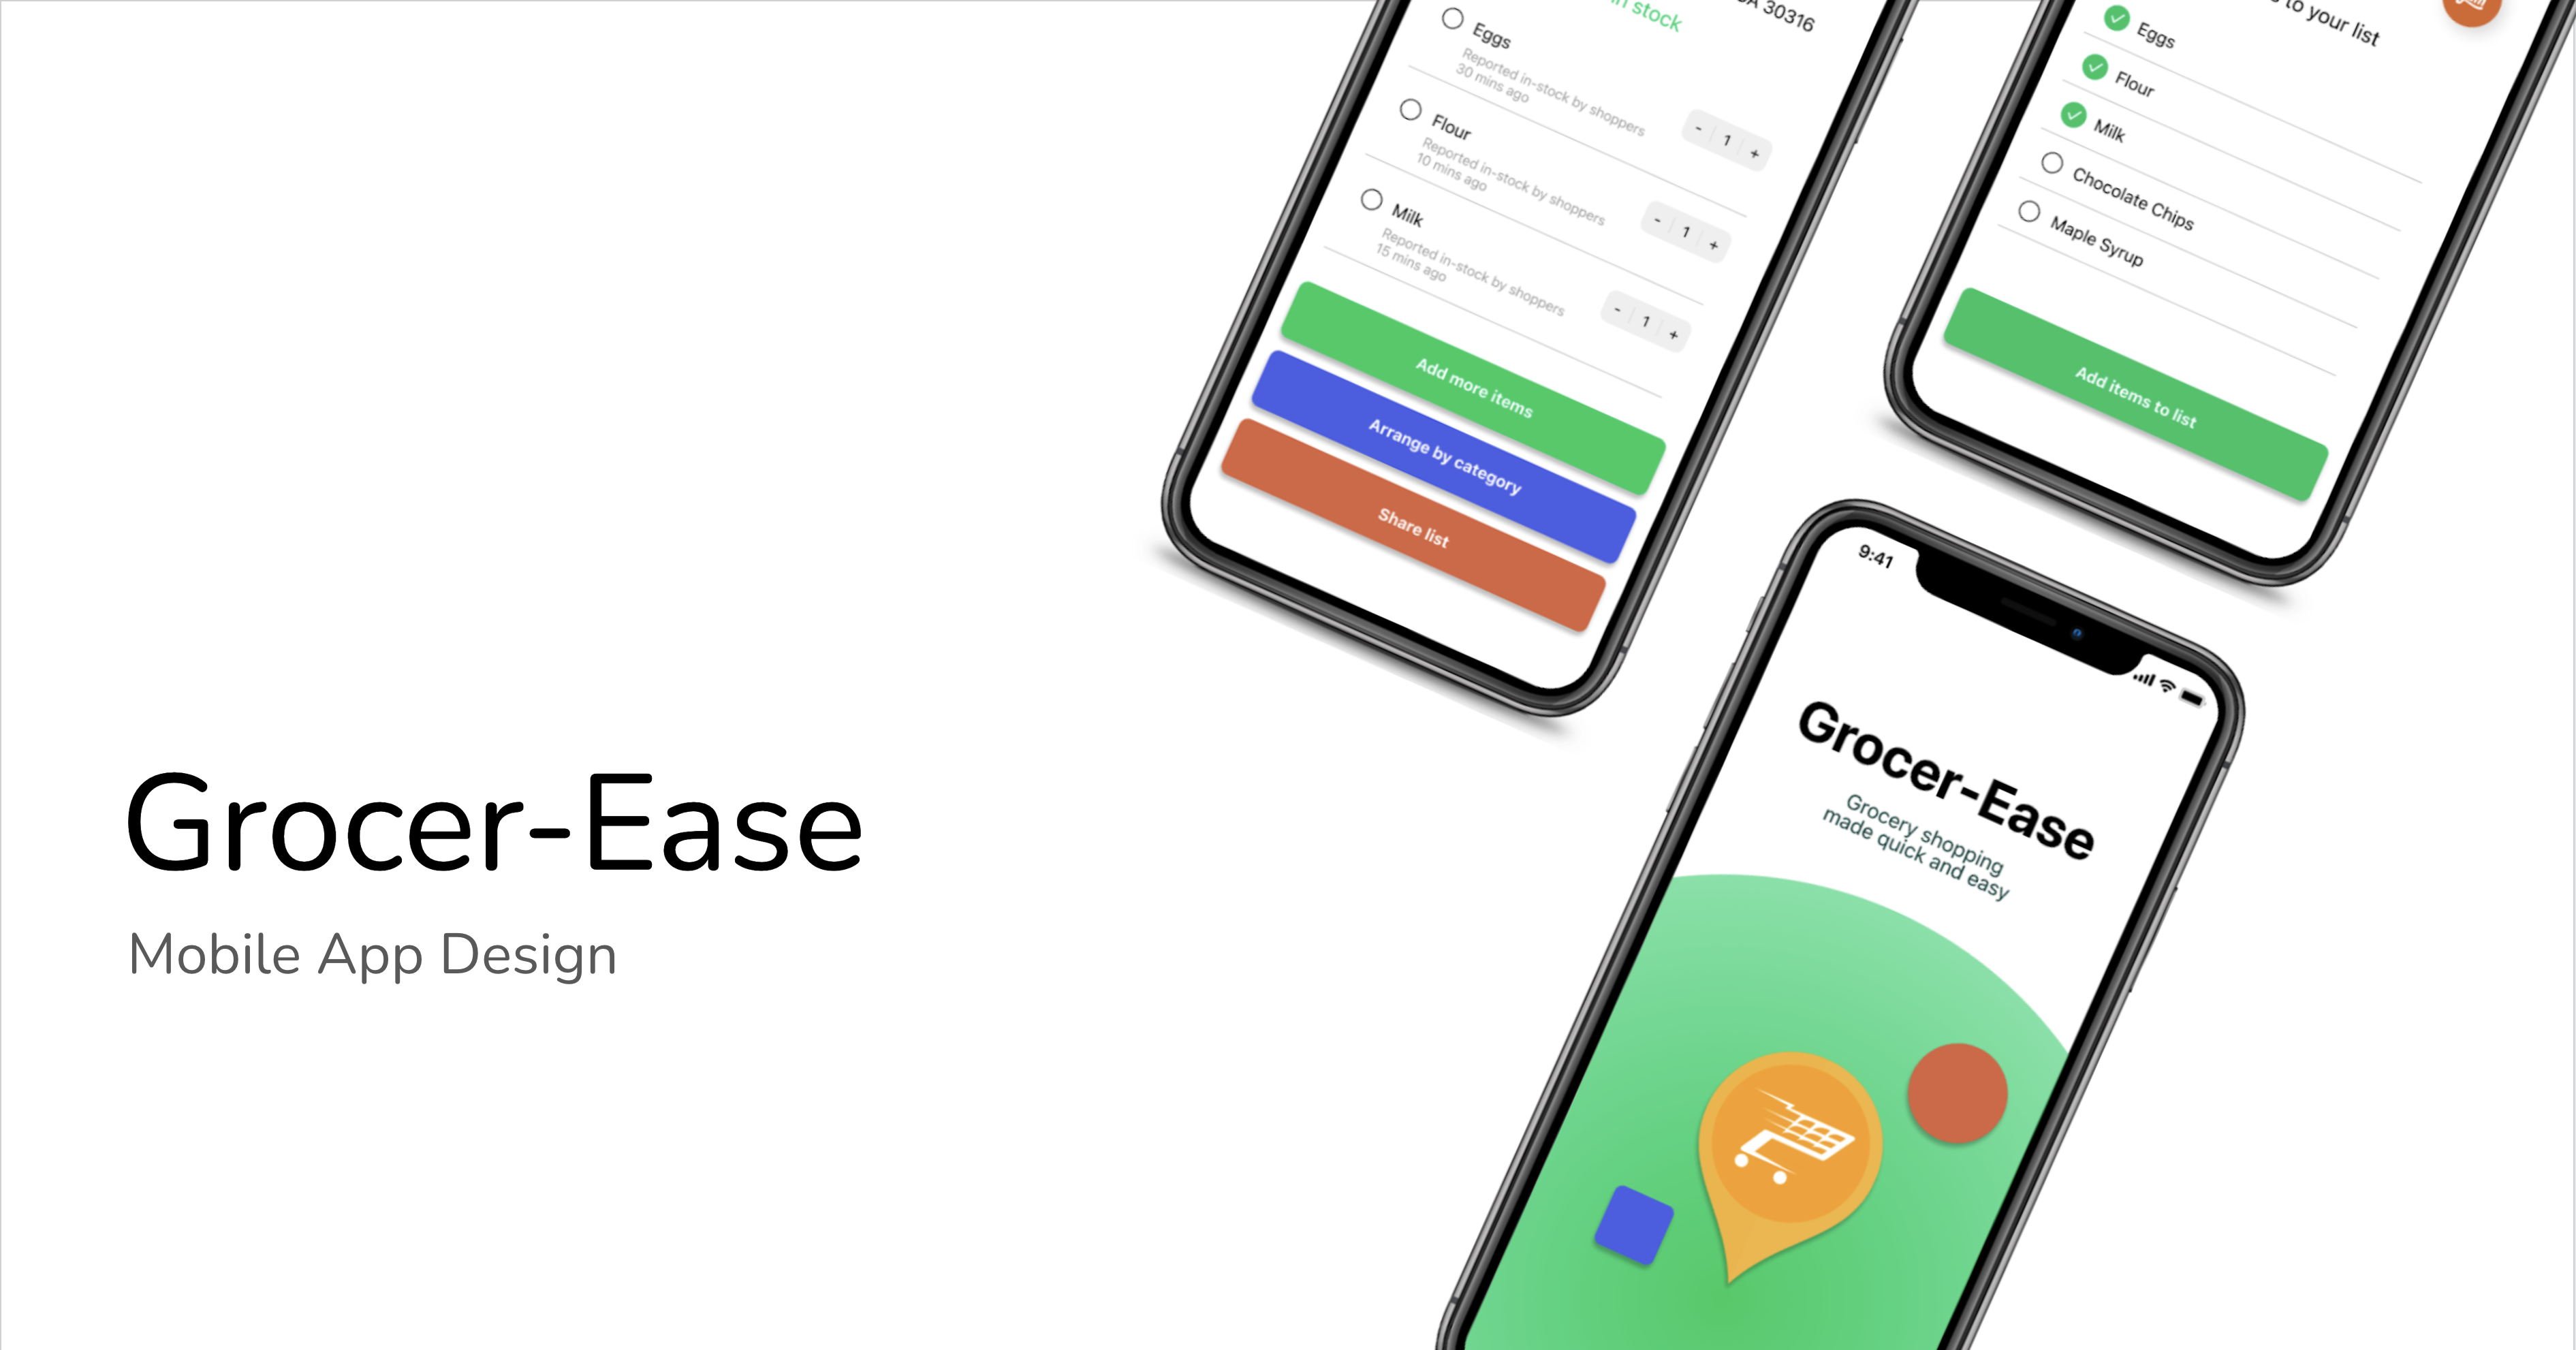 Grocer-Ease
Mobile App Design
30316
stock
Eggs
Reported in-stock by shoppers
30 mins ago
- 1 +
Flour
Reported in-stock by shoppers
10 mins ago
- 1 +
Milk
Reported in-stock by shoppers
15 mins ago
- 1 +
Add more items
Arrange by category
Share list
to your list
Eggs
Flour
Milk
Chocolate Chips
Maple Syrup
Add items to list
9:41
Grocer-Ease
Grocery shopping
made quick and easy